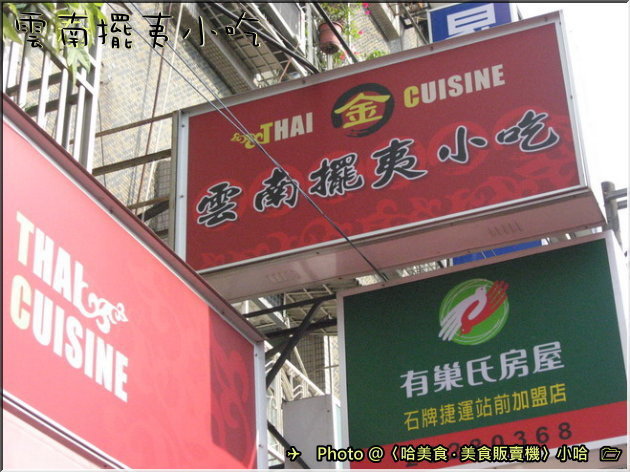 雲南擺夷小吃
THAI 金 CUISINE
雲南擺夷小吃
THAI
CUISINE
有巢氏房屋
石牌捷運站前加盟店
Photo @〈哈美食·美食販賣機〉小哈